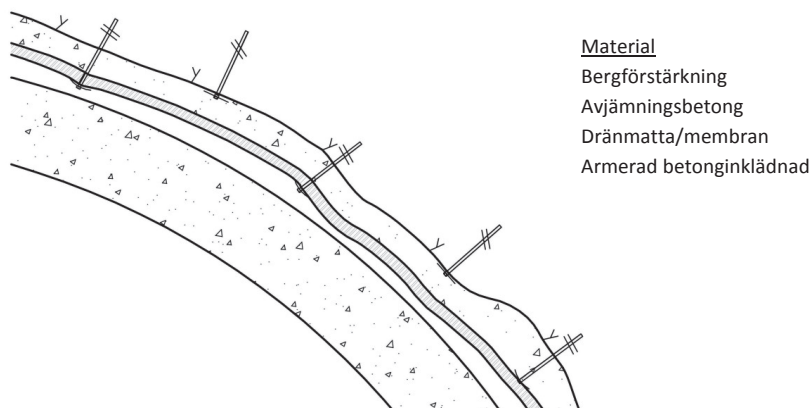 Material
Bergförstärkning
Avjämningsbetong
Dränmatta/membran
Armerad betonginklädnad